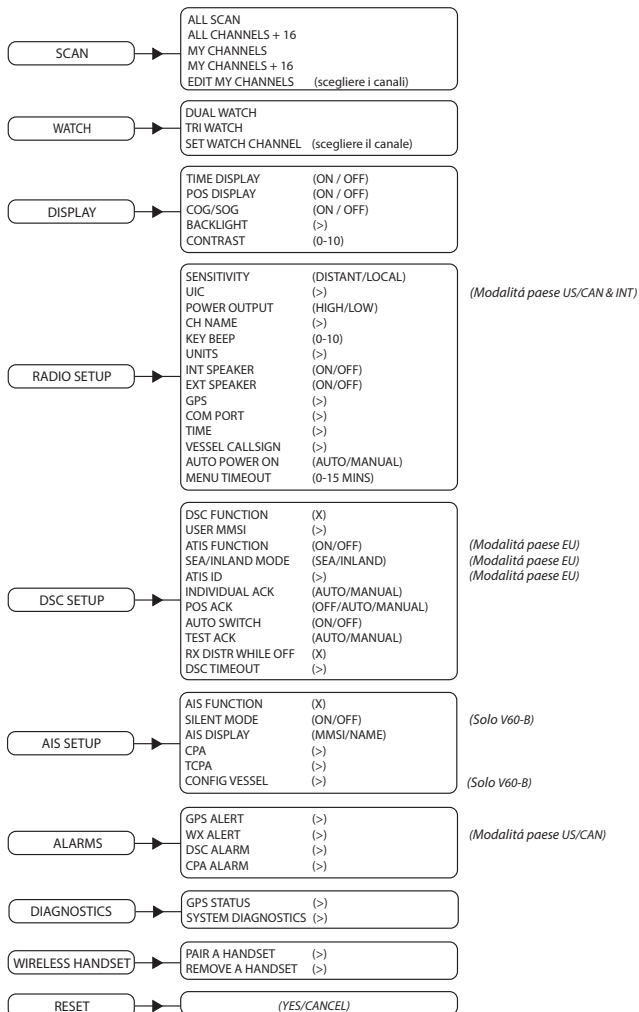 SCAN
ALL SCAN
ALL CHANNELS + 16
MY CHANNELS
MY CHANNELS + 16
EDIT MY CHANNELS (scegliere i canali)
WATCH
DUAL WATCH
TRI WATCH
SET WATCH CHANNEL (scegliere il canale)
DISPLAY
TIME DISPLAY (ON / OFF)
POS DISPLAY (ON / OFF)
COG/SOG (ON / OFF)
BACKLIGHT (>)
CONTRAST (0-10)
RADIO SETUP
SENSITIVITY (DISTANT/LOCAL)
UIC (>) (Modalitá paese US/CAN & INT)
POWER OUTPUT (HIGH/LOW)
CH NAME (>)
KEY BEEP (0-10)
UNITS (>)
INT SPEAKER (ON/OFF)
EXT SPEAKER (ON/OFF)
GPS (>)
COM PORT (>)
TIME (>)
VESSEL CALLSIGN (>)
AUTO POWER ON (AUTO/MANUAL)
MENU TIMEOUT (0-15 MINS)
DSC SETUP
DSC FUNCTION (X)
USER MMSI (>)
ATIS FUNCTION (ON/OFF) (Modalitá paese EU)
SEA/INLAND MODE (SEA/INLAND) (Modalitá paese EU)
ATIS ID (>) (Modalitá paese EU)
INDIVIDUAL ACK (AUTO/MANUAL)
POS ACK (OFF/AUTO/MANUAL)
AUTO SWITCH (ON/OFF)
TEST ACK (AUTO/MANUAL)
RX DISTR WHILE OFF (X)
DSC TIMEOUT (>)
AIS SETUP
AIS FUNCTION (X)
SILENT MODE (ON/OFF) (Solo V60-B)
AIS DISPLAY (MMSI/NAME)
CPA (>)
TCPA (>)
CONFIG VESSEL (>) (Solo V60-B)
ALARMS
GPS ALERT (>)
WX ALERT (>) (Modalitá paese US/CAN)
DSC ALARM (>)
CPA ALARM (>)
DIAGNOSTICS
GPS STATUS (>)
SYSTEM DIAGNOSTICS (>)
WIRELESS HANDSET
PAIR A HANDSET (>)
REMOVE A HANDSET (>)
RESET
(YES/CANCEL)